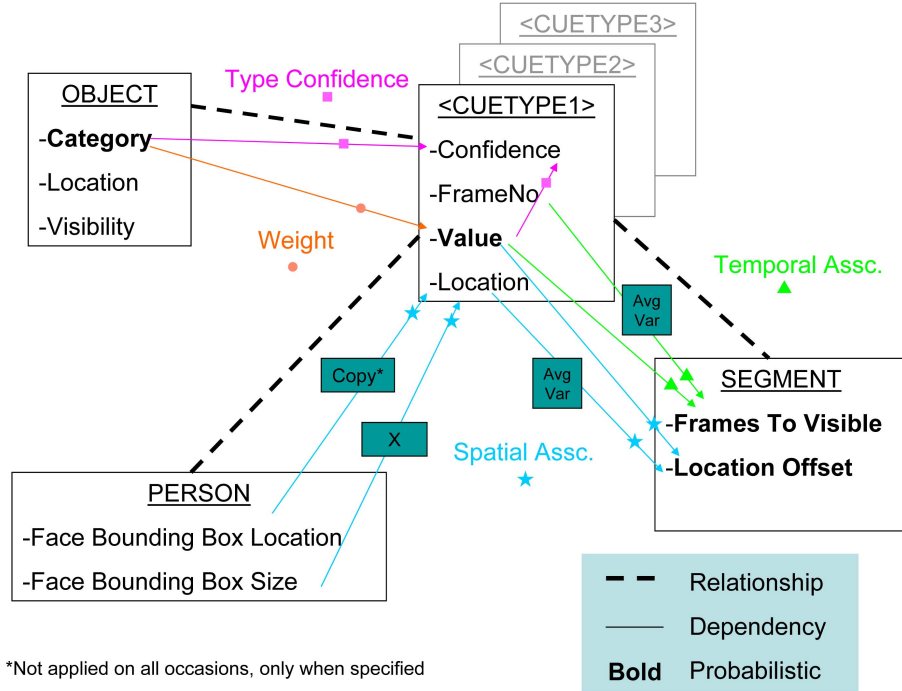 <CUETYPE3>
<CUETYPE2>
Type Confidence
OBJECT
-Category
-Location
-Visibility
<CUETYPE1>
-Confidence
-FrameNo
-Value
-Location
Weight
Temporal Assc.
Avg
Var
Copy*
Avg
Var
X
Spatial Assc.
SEGMENT
-Frames To Visible
-Location Offset
PERSON
-Face Bounding Box Location
-Face Bounding Box Size
Relationship
Dependency
Bold Probabilistic
*Not applied on all occasions, only when specified